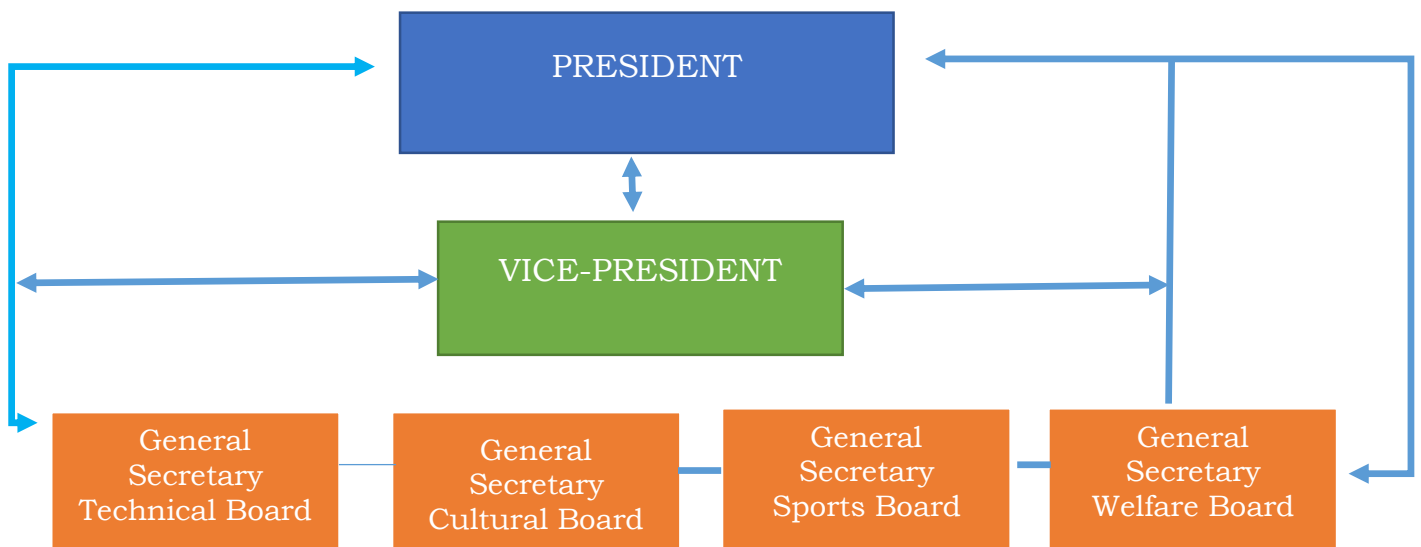 PRESIDENT
VICE-PRESIDENT
General
Secretary
Technical Board
General
Secretary
Cultural Board
General
Secretary
Sports Board
General
Secretary
Welfare Board